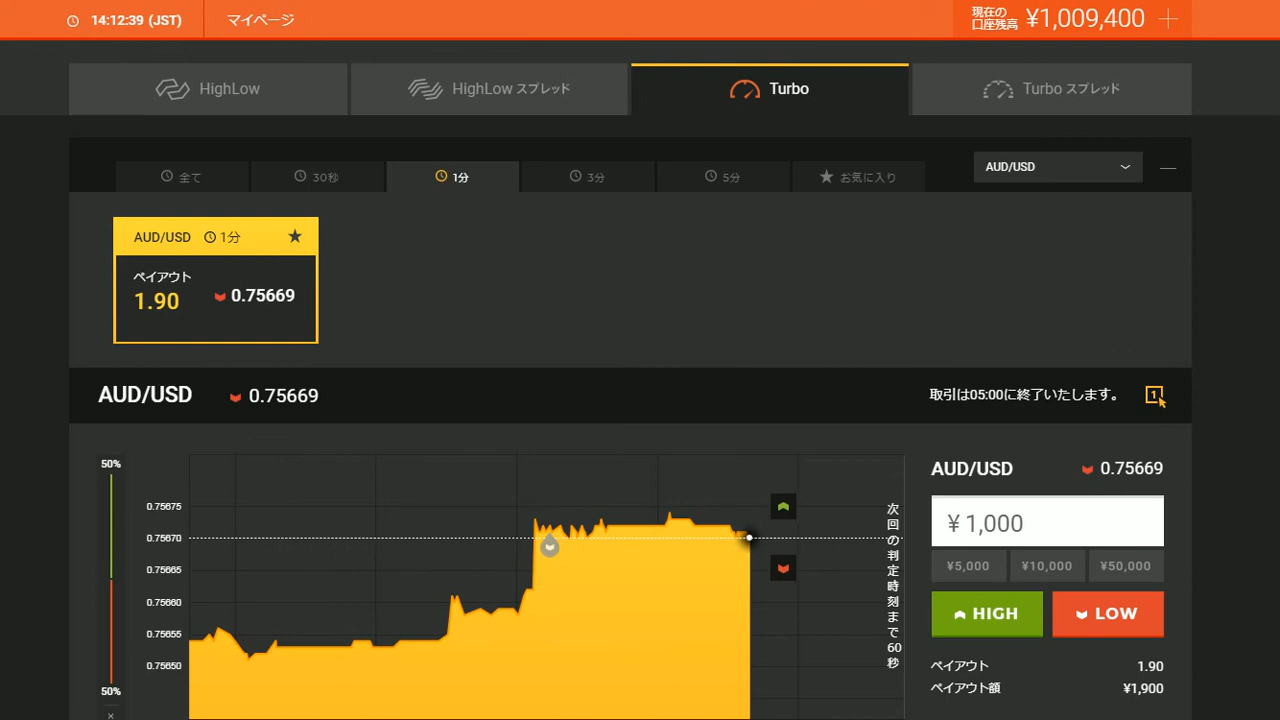 14:12:39 (JST)
マイページ
現在の
口座残高
¥1,009,400
HighLow
HighLow スプレッド
Turbo
Turbo スプレッド
全て
30秒
1分
3分
5分
お気に入り
AUD/USD
AUD/USD 1分
ペイアウト
1.90
0.75669
AUD/USD 0.75669
取引は05:00に終了いたします。
1
50%
0.75675
0.75670
0.75665
0.75660
0.75655
0.75650
50%
×
次回の判定時刻まで60秒
AUD/USD 0.75669
¥ 1,000
¥5,000 ¥10,000 ¥50,000
HIGH
LOW
ペイアウト 1.90
ペイアウト額 ¥1,900